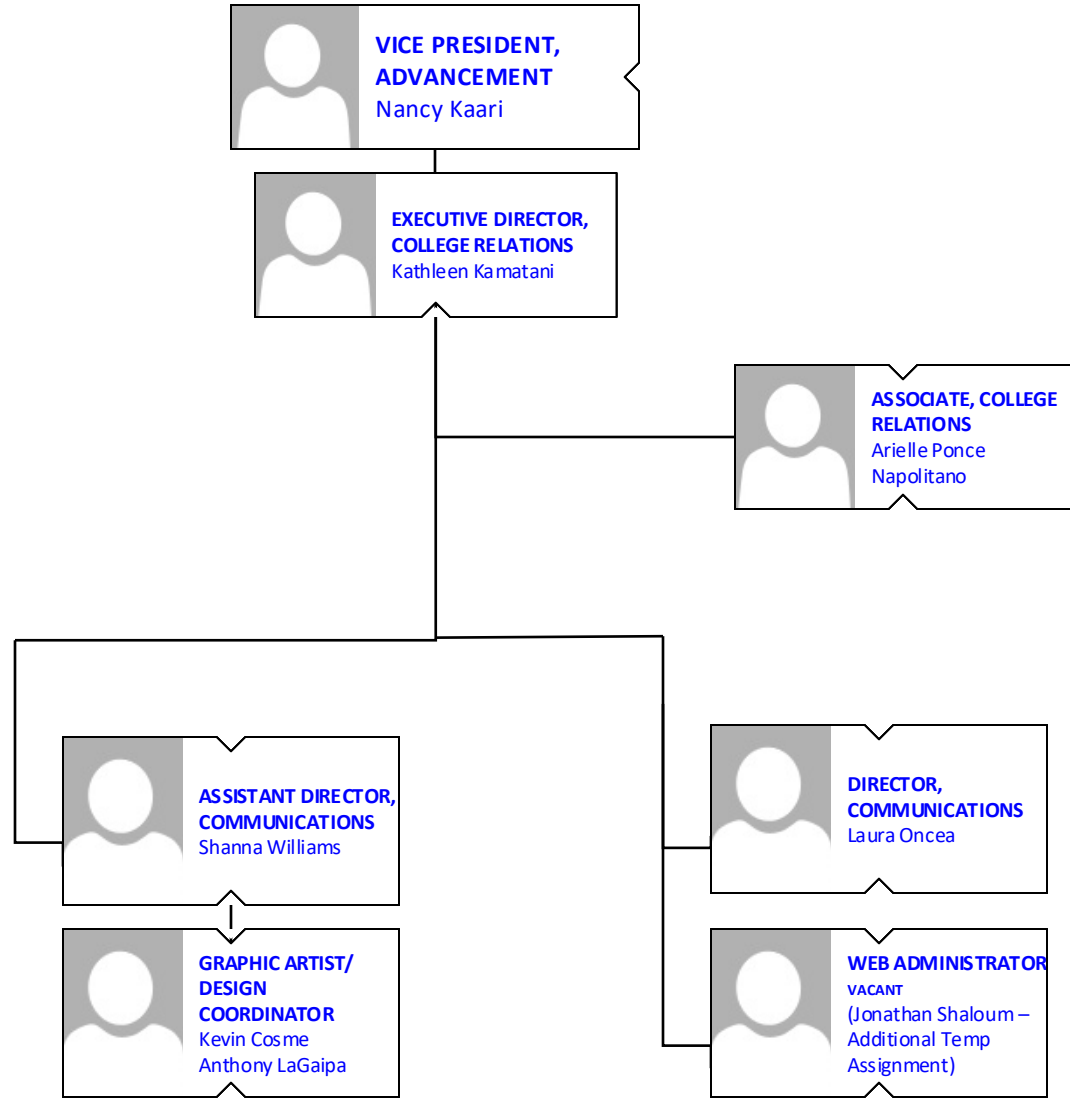 VICE PRESIDENT,
ADVANCEMENT
Nancy Kaari
EXECUTIVE DIRECTOR,
COLLEGE RELATIONS
Kathleen Kamatani
ASSOCIATE, COLLEGE
RELATIONS
Arielle Ponce
Napolitano
ASSISTANT DIRECTOR,
COMMUNICATIONS
Shanna Williams
DIRECTOR,
COMMUNICATIONS
Laura Oncea
GRAPHIC ARTIST/
DESIGN
COORDINATOR
Kevin Cosme
Anthony LaGaipa
WEB ADMINISTRATOR
VACANT
(Jonathan Shaloum –
Additional Temp
Assignment)